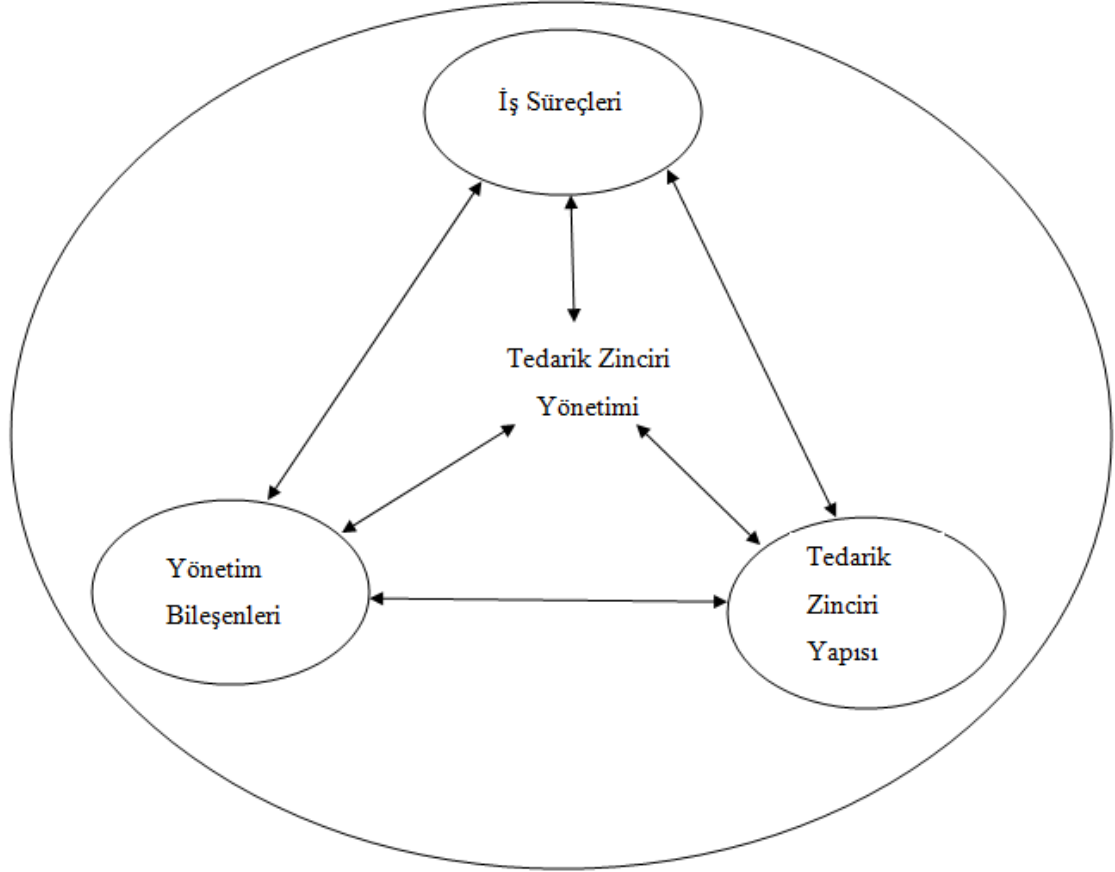 İş Süreçleri
Tedarik Zinciri
Yönetimi
Yönetim
Bileşenleri
Tedarik
Zinciri
Yapısı